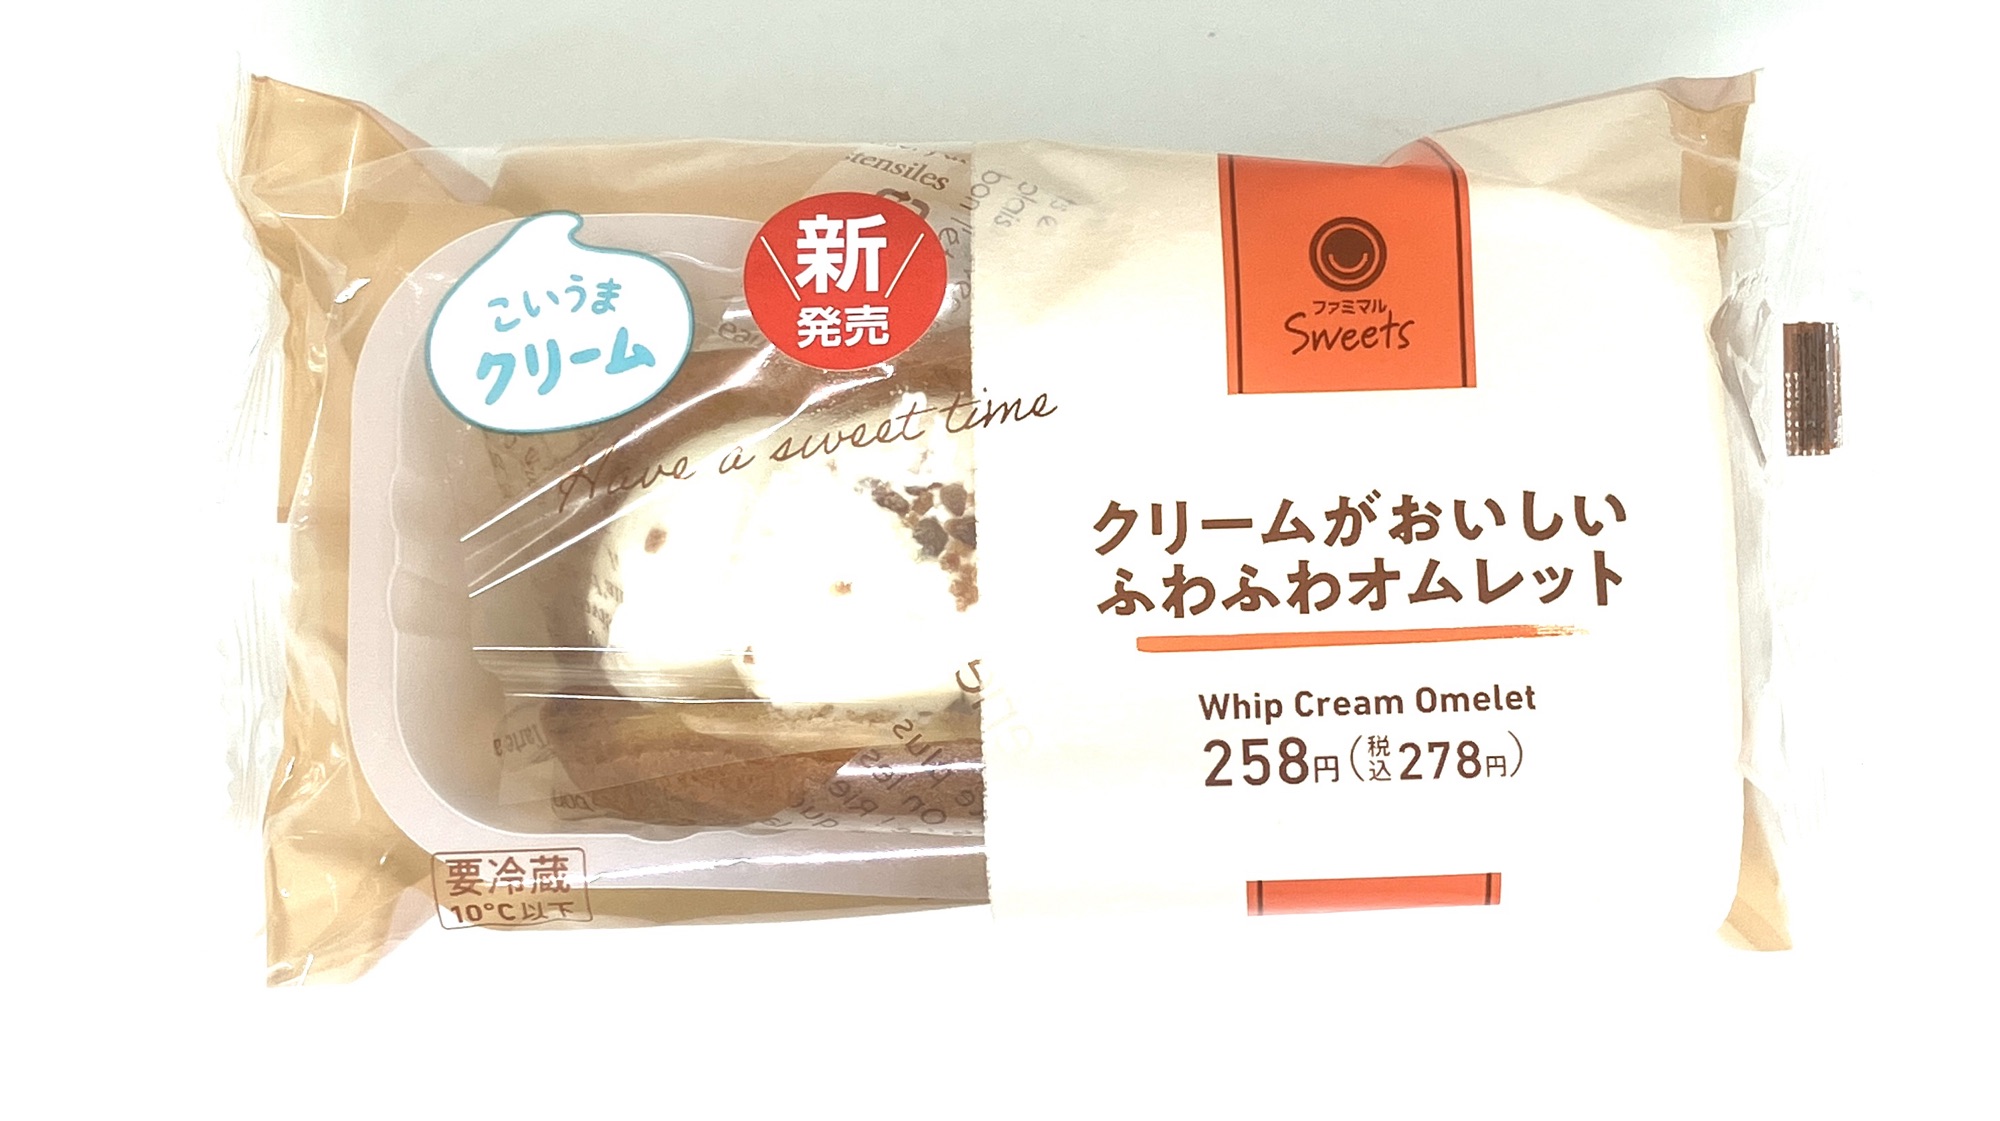 こいうま
クリーム
新
発売
Have a sweet time
tensiles
ファミマル
Sweets
クリームがおいしい
ふわふわオムレット
Whip Cream Omelet
258円(税込278円)
要冷蔵
10°C以下